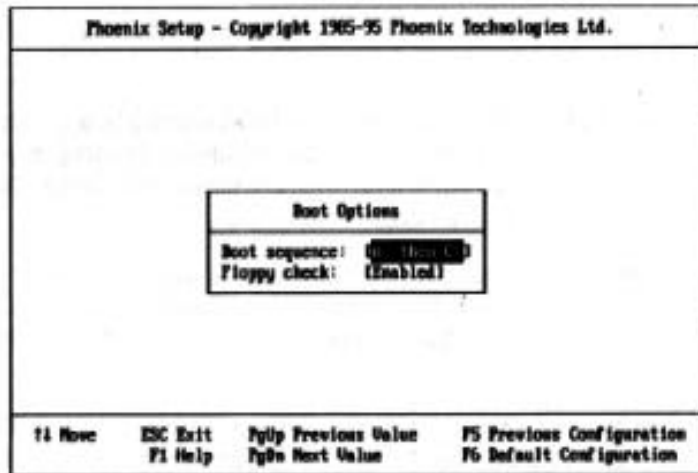 Phoenix Setup - Copyright 1985-95 Phoenix Technologies Ltd.
Boot Options
Boot sequence: [ then ]
Floppy check: [Enabled]
↑↓ Move ESC Exit PgUp Previous Value F5 Previous Configuration
F1 Help PgDn Next Value F6 Default Configuration